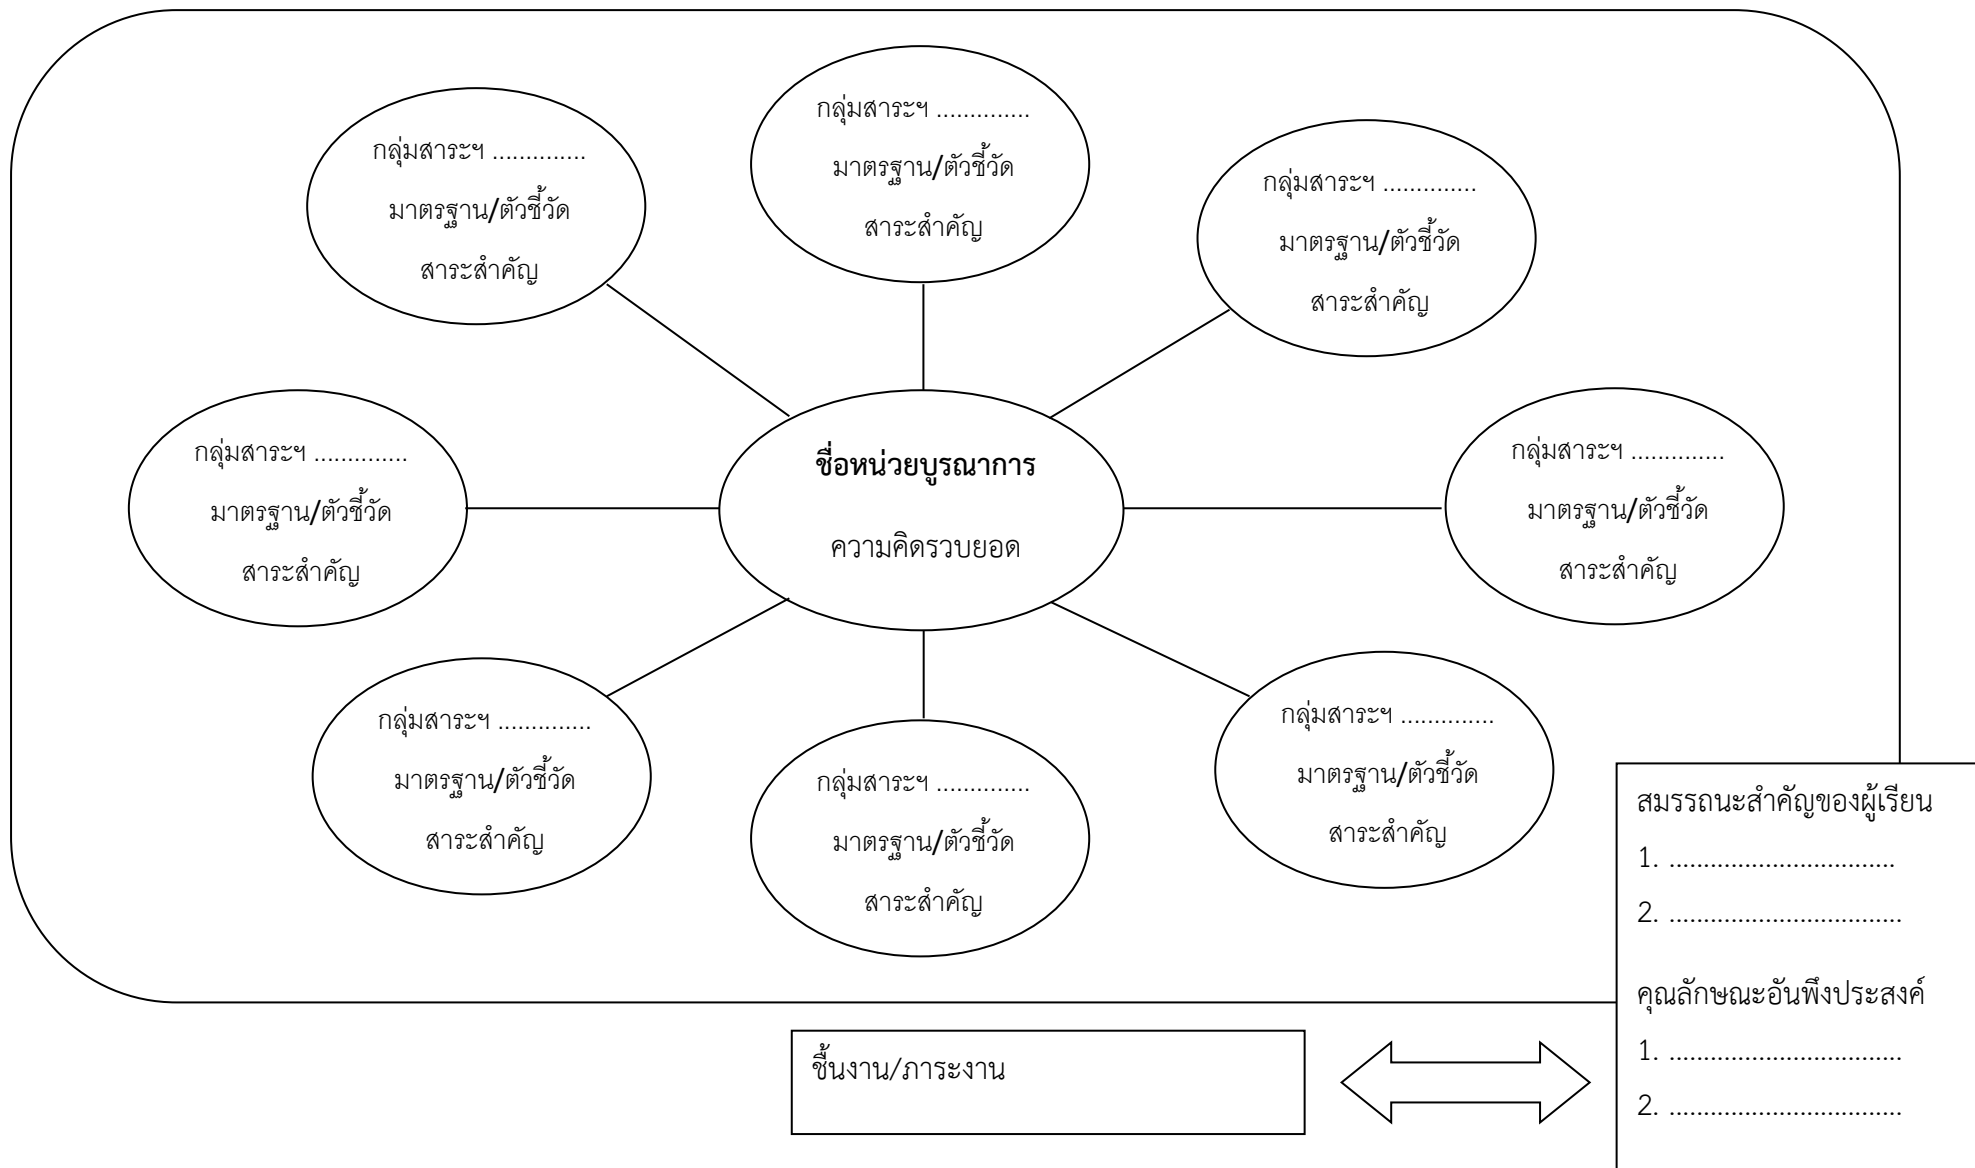 กลุ่มสาระฯ ..............
มาตรฐาน/ตัวชี้วัด
สาระสำคัญ
กลุ่มสาระฯ ..............
มาตรฐาน/ตัวชี้วัด
สาระสำคัญ
กลุ่มสาระฯ ..............
มาตรฐาน/ตัวชี้วัด
สาระสำคัญ
กลุ่มสาระฯ ..............
มาตรฐาน/ตัวชี้วัด
สาระสำคัญ
ชื่อหน่วยบูรณาการ
ความคิดรวบยอด
กลุ่มสาระฯ ..............
มาตรฐาน/ตัวชี้วัด
สาระสำคัญ
กลุ่มสาระฯ ..............
มาตรฐาน/ตัวชี้วัด
สาระสำคัญ
กลุ่มสาระฯ ..............
มาตรฐาน/ตัวชี้วัด
สาระสำคัญ
กลุ่มสาระฯ ..............
มาตรฐาน/ตัวชี้วัด
สาระสำคัญ
สมรรถนะสำคัญของผู้เรียน
1. .................................
2. ..................................
คุณลักษณะอันพึงประสงค์
1. ..................................
2. ..................................
ชื้นงาน/ภาระงาน